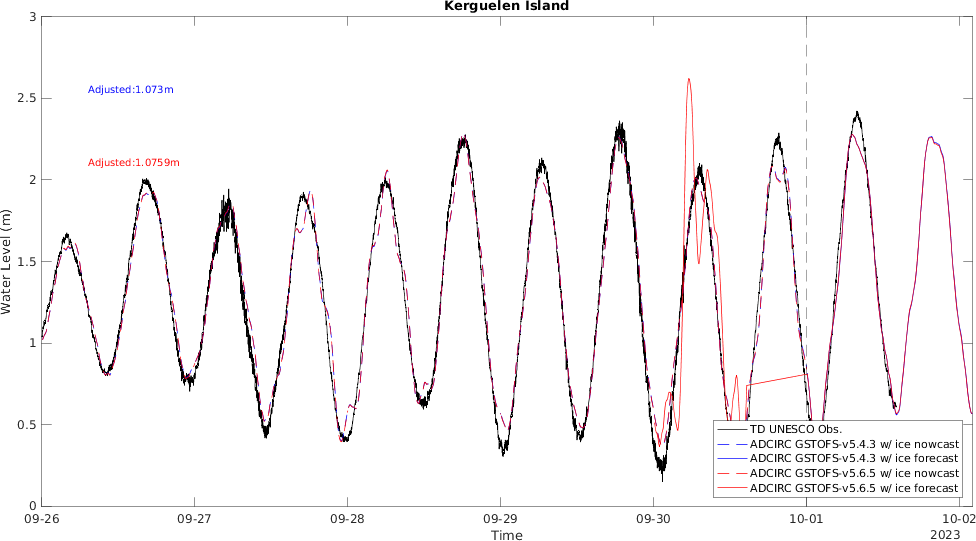 Kerguelen Island
3
2.5
2
1.5
1
0.5
0
Water Level (m)
Adjusted:1.073m
Adjusted:1.0759m
TD UNESCO Obs.
ADCIRC GSTOFS-v5.4.3 w/ ice nowcast
ADCIRC GSTOFS-v5.4.3 w/ ice forecast
ADCIRC GSTOFS-v5.6.5 w/ ice nowcast
ADCIRC GSTOFS-v5.6.5 w/ ice forecast
09-26 09-27 09-28 09-29 09-30 10-01 10-02
Time
2023